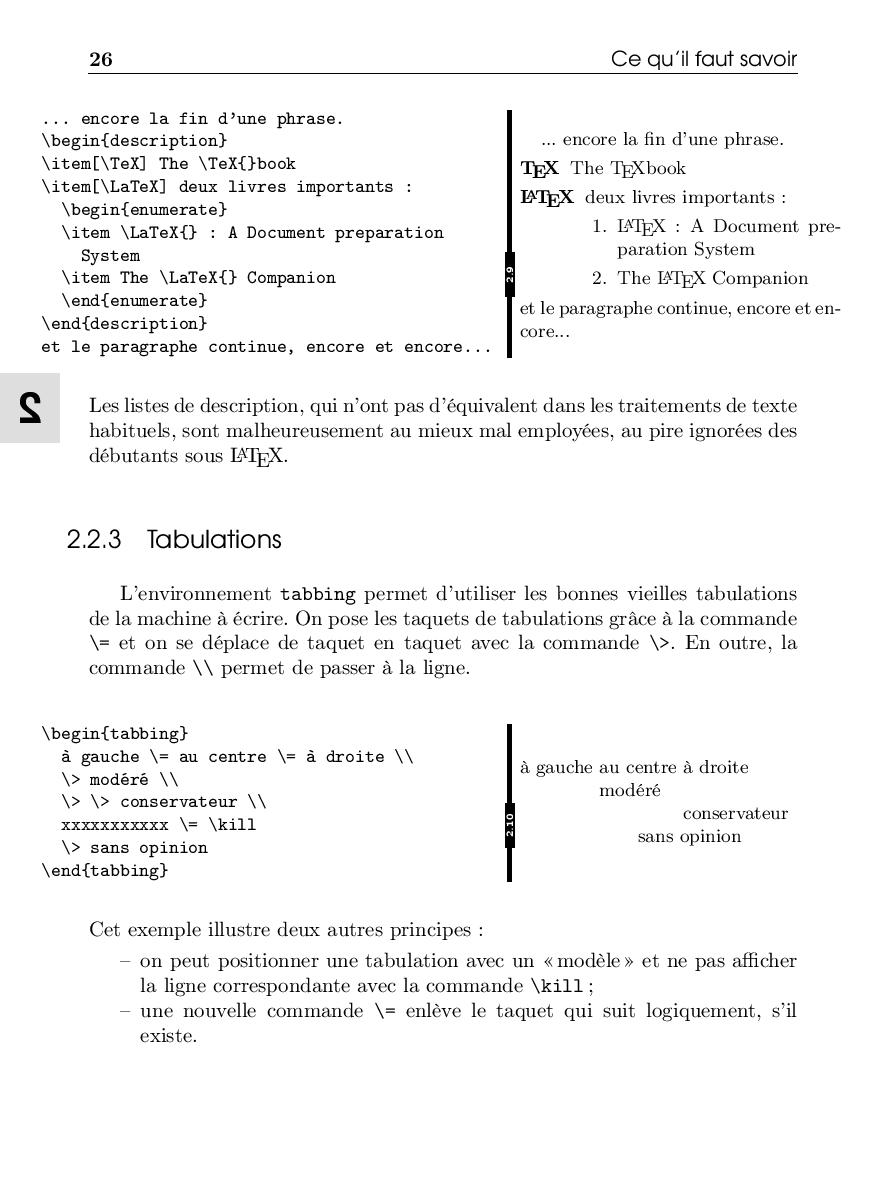 26 Ce qu'il faut savoir
... encore la fin d'une phrase.
\begin{description}
\item[\TeX] The \TeX{}book
\item[\LaTeX] deux livres importants :
\begin{enumerate}
\item \LaTeX{} : A Document preparation
System
\item The \LaTeX{} Companion
\end{enumerate}
\end{description}
et le paragraphe continue, encore et encore...
2.9
... encore la fin d'une phrase.
TEX The TEXbook
LATEX deux livres importants :
1. LATEX : A Document pre-
paration System
2. The LATEX Companion
et le paragraphe continue, encore et en-
core...
2
Les listes de description, qui n'ont pas d'équivalent dans les traitements de texte
habituels, sont malheureusement au mieux mal employées, au pire ignorées des
débutants sous LATEX.
2.2.3 Tabulations
L'environnement tabbing permet d'utiliser les bonnes vieilles tabulations
de la machine à écrire. On pose les taquets de tabulations grâce à la commande
\= et on se déplace de taquet en taquet avec la commande \>. En outre, la
commande \\ permet de passer à la ligne.
\begin{tabbing}
à gauche \= au centre \= à droite \\
\> modéré \\
\> \> conservateur \\
xxxxxxxxxxx \= \kill
\> sans opinion
\end{tabbing}
2.10
à gauche au centre à droite
modéré
conservateur
sans opinion
Cet exemple illustre deux autres principes :
– on peut positionner une tabulation avec un « modèle » et ne pas afficher
la ligne correspondante avec la commande \kill ;
– une nouvelle commande \= enlève le taquet qui suit logiquement, s'il
existe.